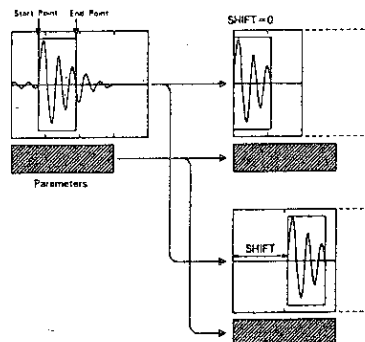 Start Point End Point
SHIFT=0
Parameters
SHIFT